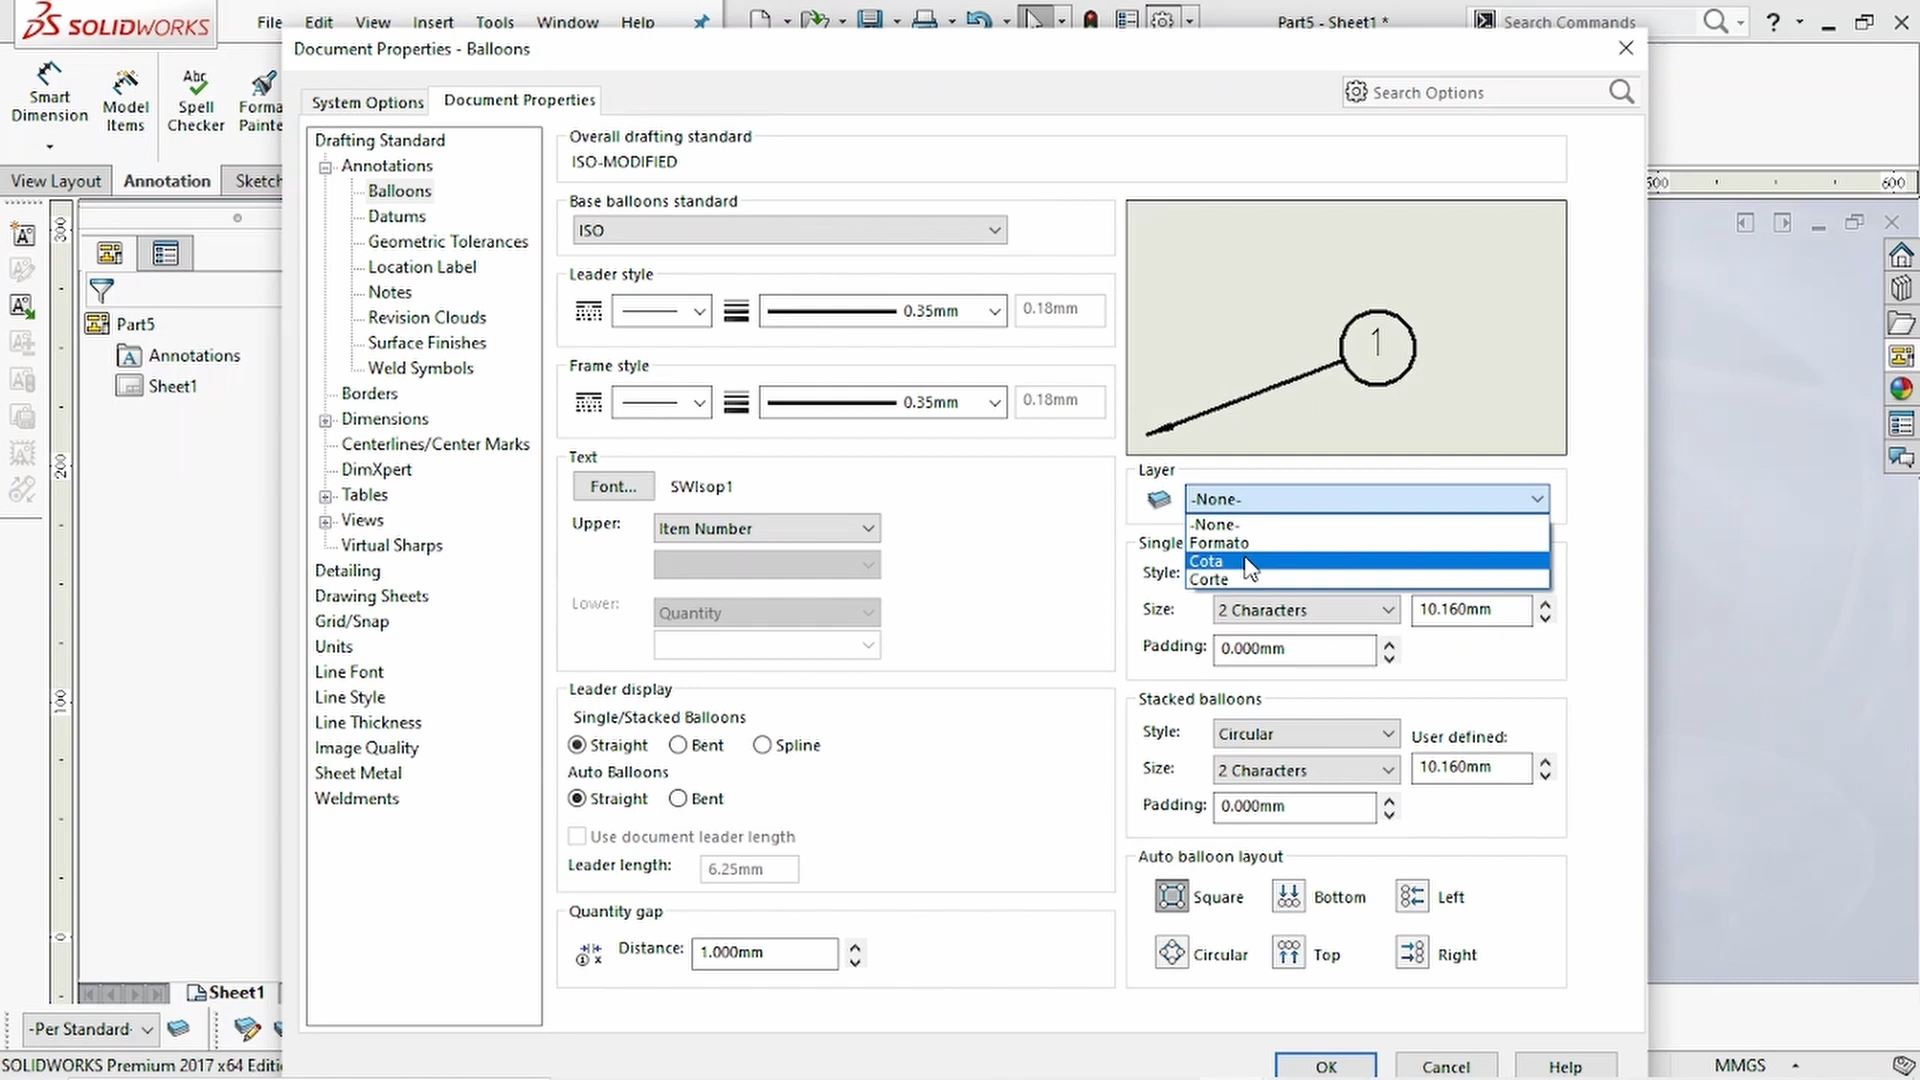 SOLIDWORKS
File Edit View Insert Tools Window Help
Part5 - Sheet1 *
Search Commands
Document Properties - Balloons
Smart Dimension
Model Items
Spell Checker
System Options
Document Properties
Search Options
View Layout
Annotation
Part5
Annotations
Sheet1
Drafting Standard
Annotations
Balloons
Datums
Geometric Tolerances
Location Label
Notes
Revision Clouds
Surface Finishes
Weld Symbols
Borders
Dimensions
Centerlines/Center Marks
DimXpert
Tables
Views
Virtual Sharps
Detailing
Drawing Sheets
Grid/Snap
Units
Line Font
Line Style
Line Thickness
Image Quality
Sheet Metal
Weldments
Overall drafting standard
ISO-MODIFIED
Base balloons standard
ISO
Leader style
0.35mm
0.18mm
Frame style
0.35mm
0.18mm
Text
Font...
SWIsop1
Upper:
Item Number
Lower:
Quantity
Leader display
Single/Stacked Balloons
Straight Bent Spline
Auto Balloons
Straight Bent
Use document leader length
Leader length: 6.25mm
Quantity gap
Distance: 1.000mm
1
Layer
-None-
-None-
Formato
Cota
Corte
Single
Style:
Size: 2 Characters 10.160mm
Padding: 0.000mm
Stacked balloons
Style: Circular User defined:
Size: 2 Characters 10.160mm
Padding: 0.000mm
Auto balloon layout
Square Bottom Left
Circular Top Right
OK Cancel Help
300
200
100
0
600
Sheet1
-Per Standard-
SOLIDWORKS Premium 2017 x64 Editi
MMGS